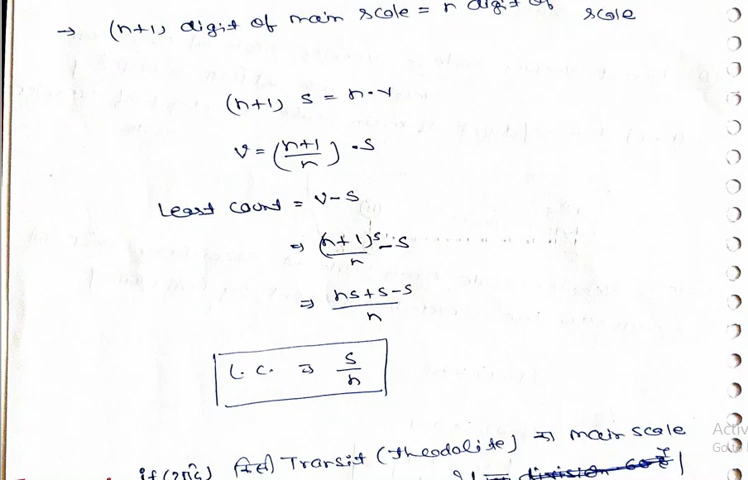 → (n+1) digit of main scale = n digit of scale
(n+1) s = n·v
v = (n+1/n) · s
Least count = v - s
⇒ (n+1)s/n - s
⇒ ns+s-s/n
L.C. ⇒ s/n
Transit (theodolite) का main scale